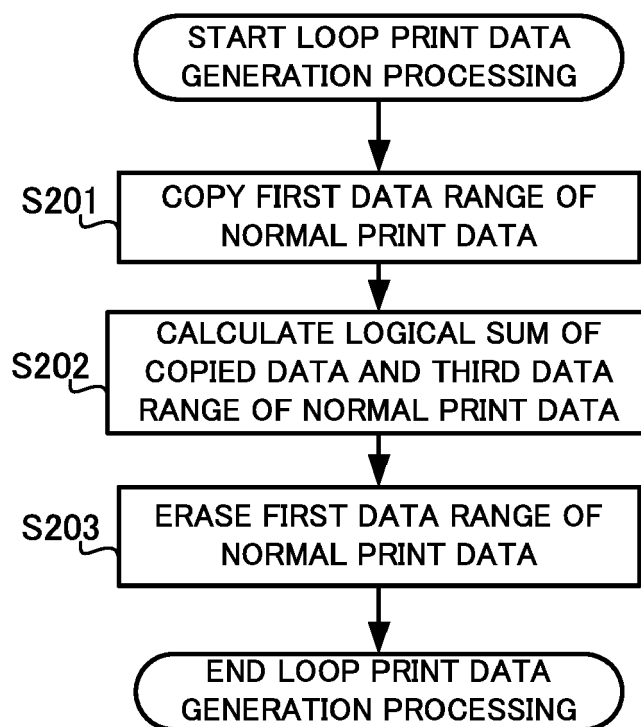 START LOOP PRINT DATA
GENERATION PROCESSING
S201
COPY FIRST DATA RANGE OF
NORMAL PRINT DATA
S202
CALCULATE LOGICAL SUM OF
COPIED DATA AND THIRD DATA
RANGE OF NORMAL PRINT DATA
S203
ERASE FIRST DATA RANGE OF
NORMAL PRINT DATA
END LOOP PRINT DATA
GENERATION PROCESSING